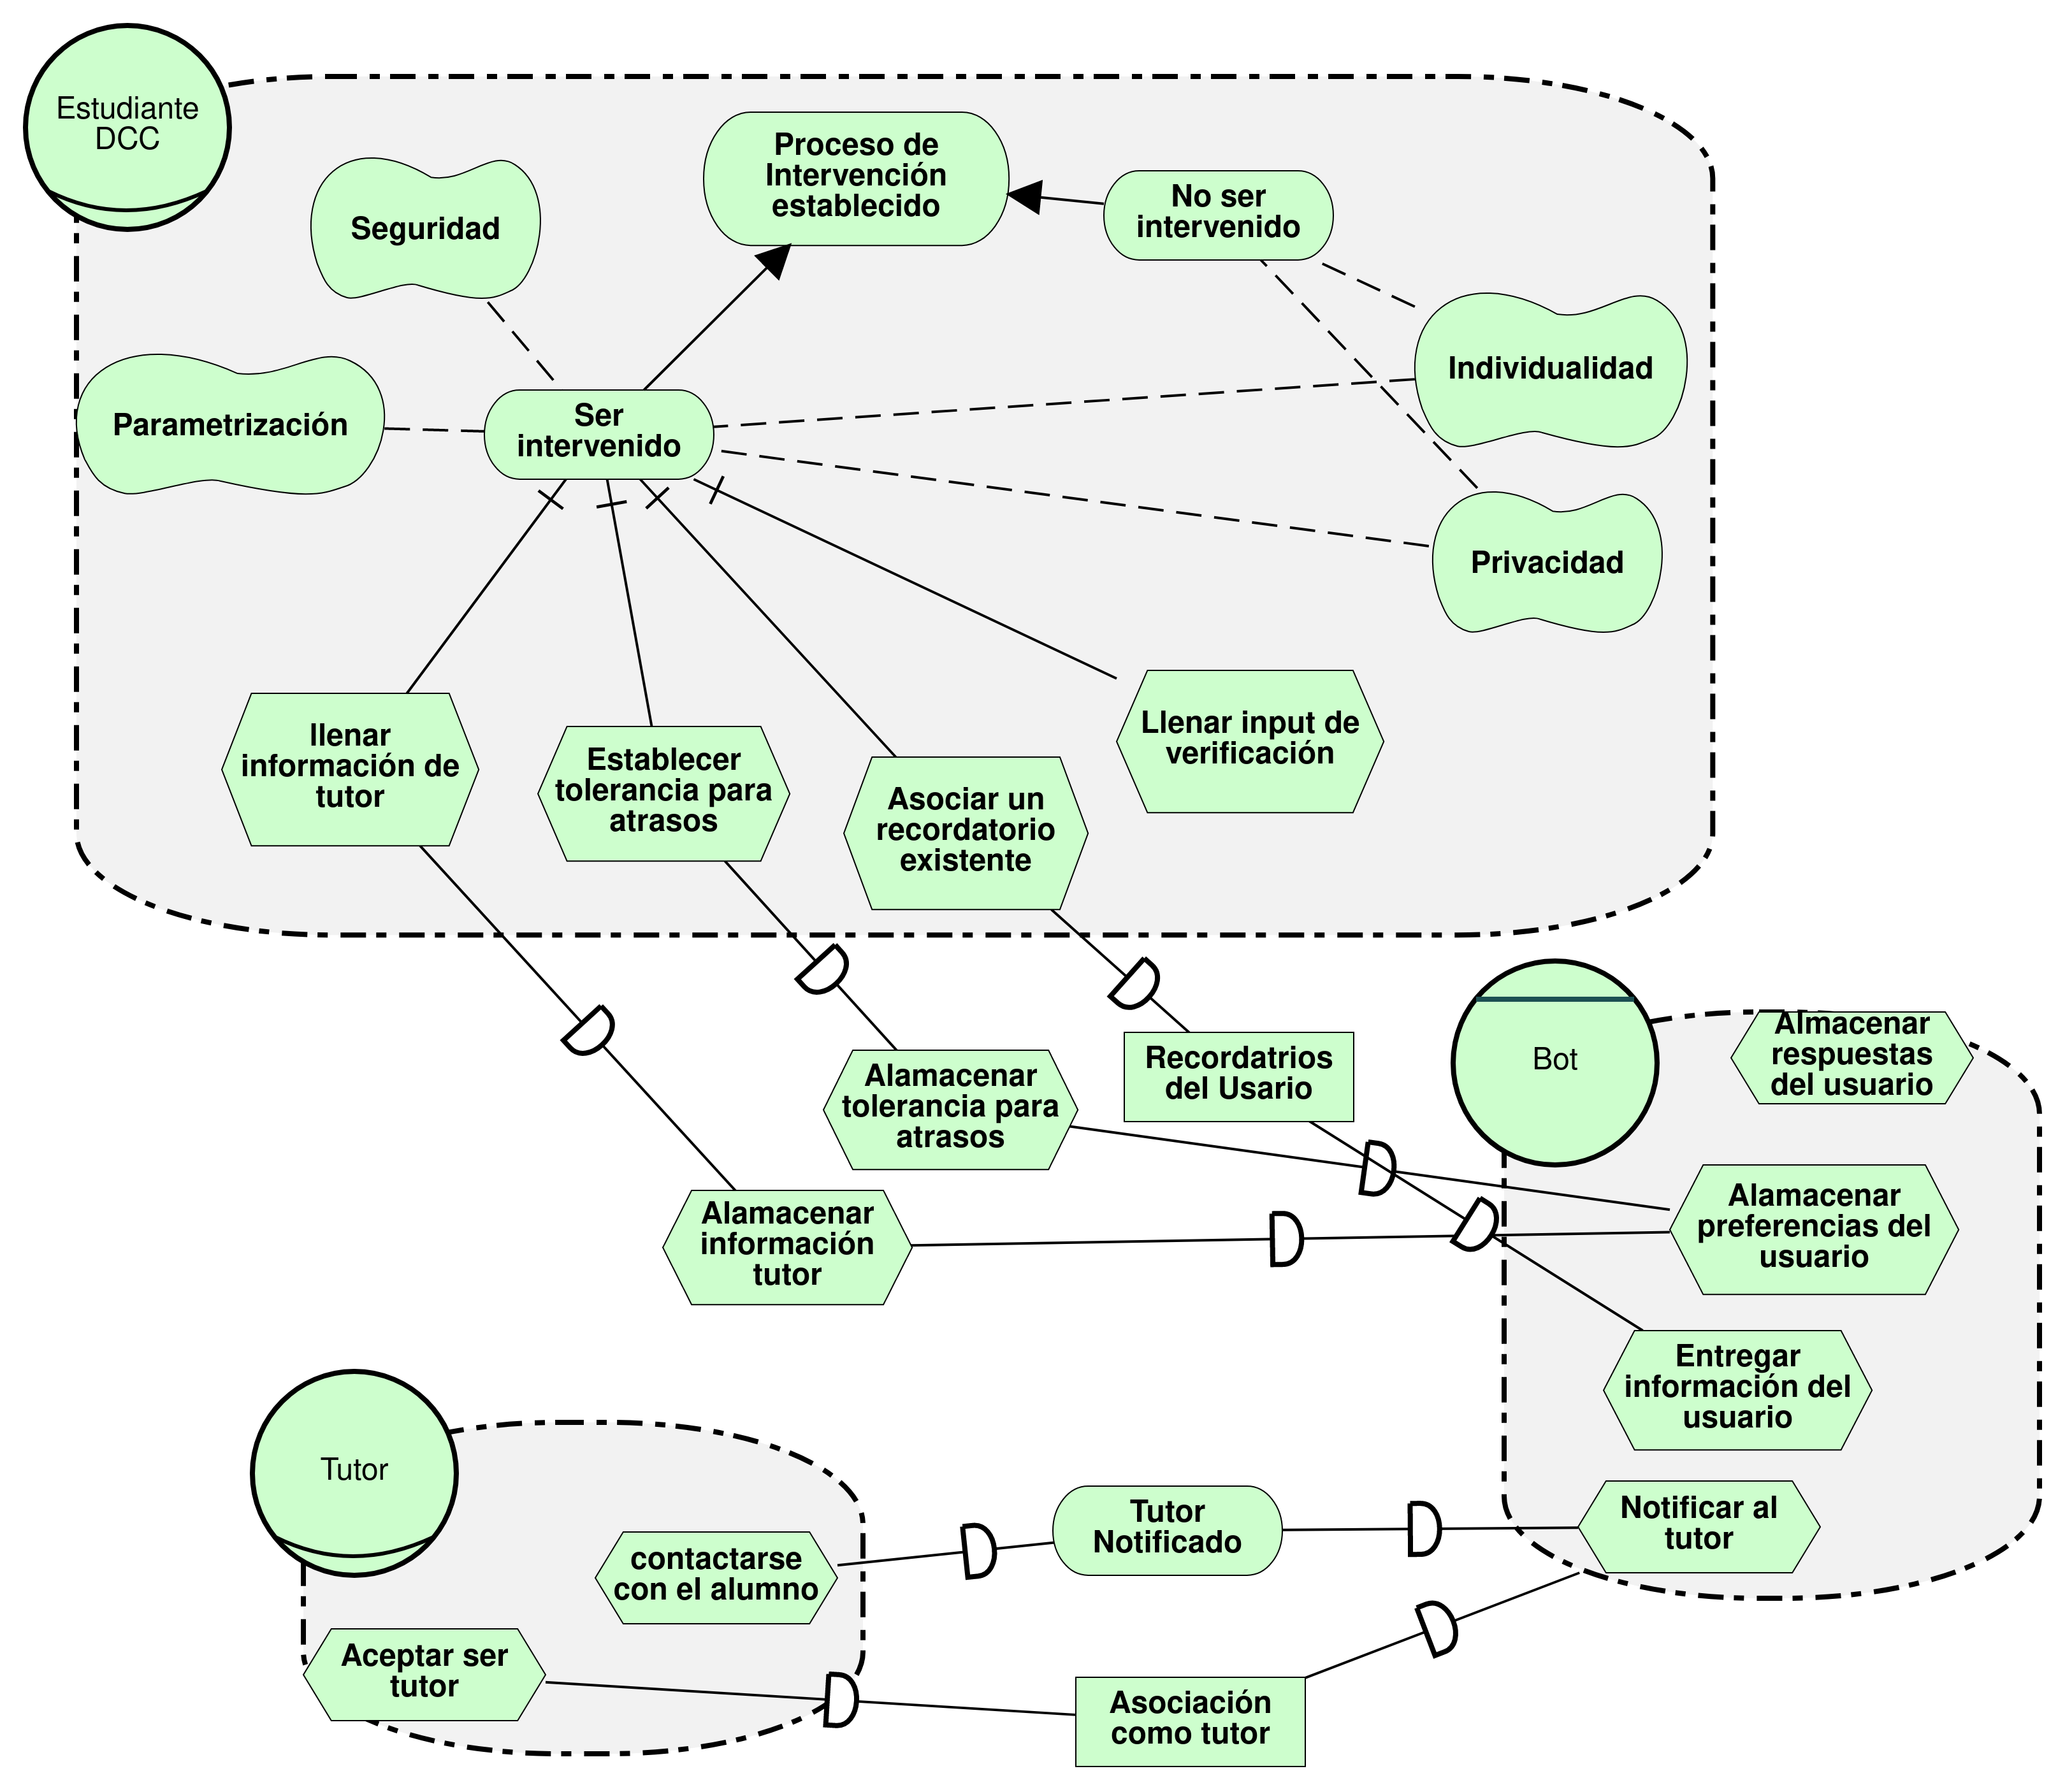 Estudiante
DCC
Proceso de
Intervención
establecido
No ser
intervenido
Seguridad
Individualidad
Parametrización
Ser
intervenido
Privacidad
llenar
información de
tutor
Establecer
tolerancia para
atrasos
Asociar un
recordatorio
existente
Llenar input de
verificación
Alamacenar
tolerancia para
atrasos
Recordatrios
del Usario
Bot
Almacenar
respuestas
del usuario
Alamacenar
información
tutor
Alamacenar
preferencias del
usuario
Entregar
información del
usuario
Tutor
contactarse
con el alumno
Tutor
Notificado
Notificar al
tutor
Aceptar ser
tutor
Asociación
como tutor